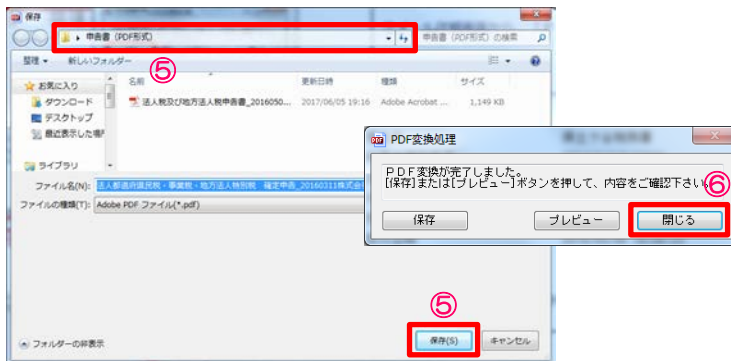 保存
申告書 (PDF形式)
申告書 (PDF形式) の検索
⑤
整理 新しいフォルダー
お気に入り
ダウンロード
デスクトップ
最近表示した場
ライブラリ
名前 更新日時 種類 サイズ
法人税及び地方法人税申告書_2016050... 2017/06/05 19:16 Adobe Acrobat ... 1,149 KB
ファイル名(N): 法人都道府県民税・事業税・地方法人特別税 確定申告_20160311株式会
ファイルの種類(T): Adobe PDF ファイル(*.pdf)
PDF変換処理
PDF変換が完了しました。
[保存]または[プレビュー]ボタンを押して、内容をご確認下さい。
⑥
保存 プレビュー 閉じる
⑤
フォルダーの非表示
保存(S) キャンセル